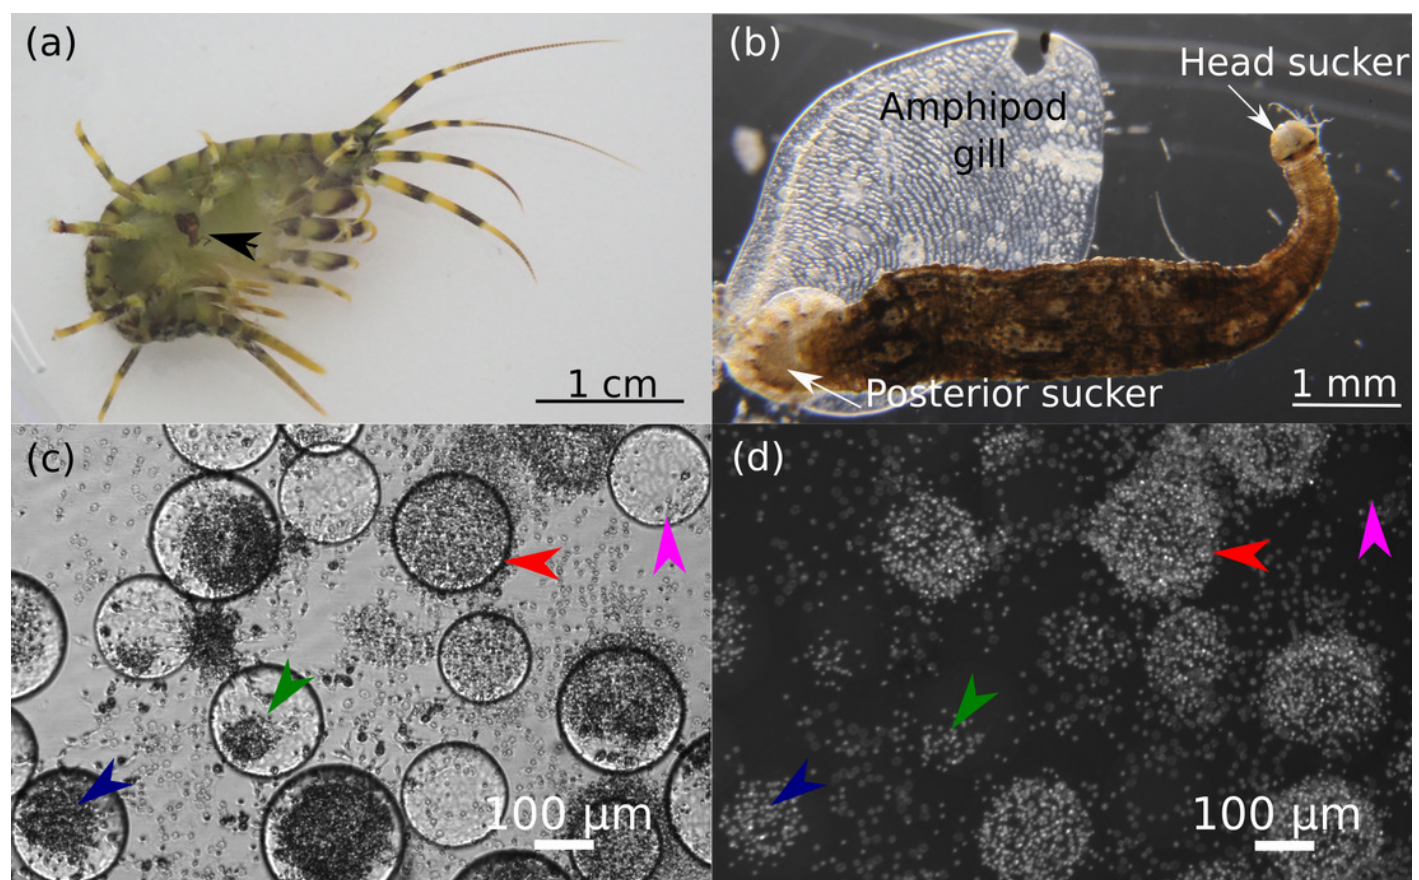 (a)
1 cm
(b)
Head sucker
Amphipod
gill
Posterior sucker
1 mm
(c)
100 µm
(d)
100 µm